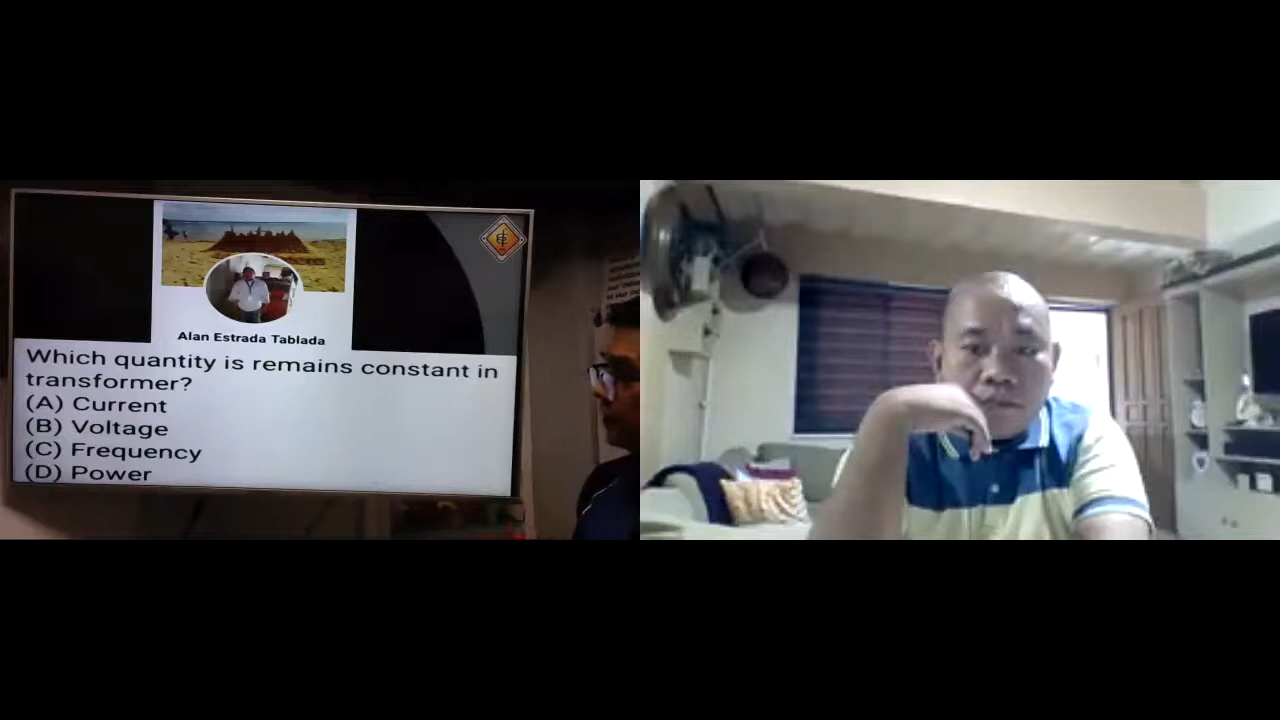 Alan Estrada Tablada
Which quantity is remains constant in
transformer?
(A) Current
(B) Voltage
(C) Frequency
(D) Power